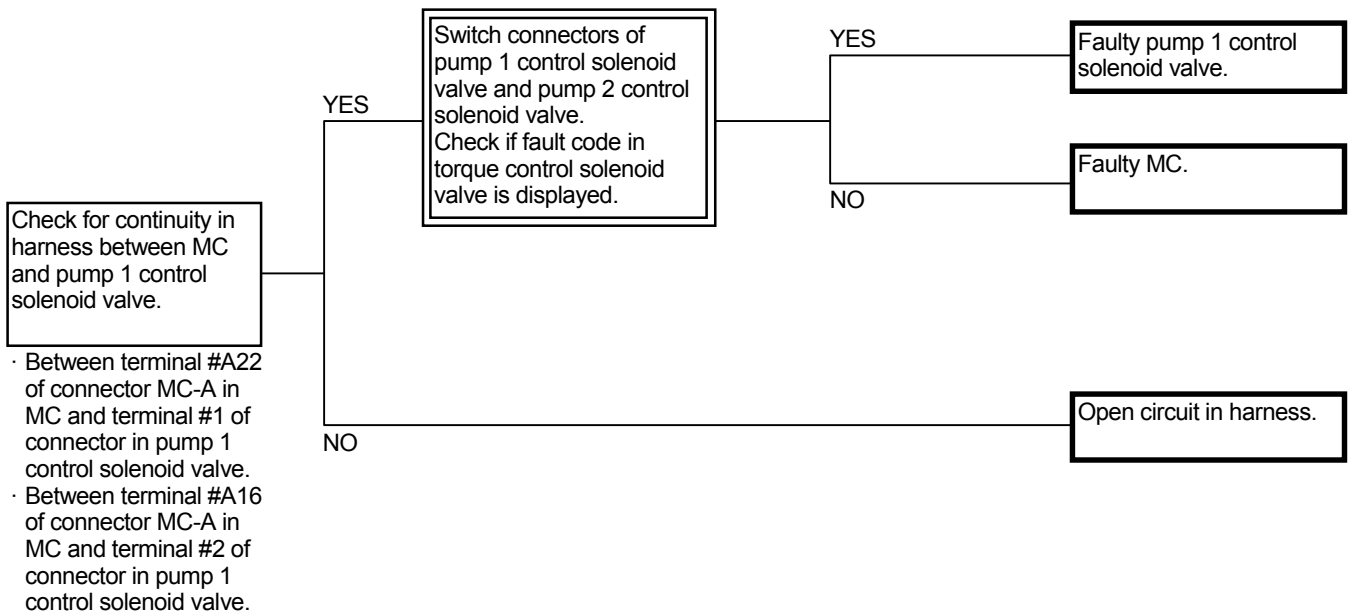 Check for continuity in
harness between MC
and pump 1 control
solenoid valve.
· Between terminal #A22
of connector MC-A in
MC and terminal #1 of
connector in pump 1
control solenoid valve.
· Between terminal #A16
of connector MC-A in
MC and terminal #2 of
connector in pump 1
control solenoid valve.
YES
Switch connectors of
pump 1 control solenoid
valve and pump 2 control
solenoid valve.
Check if fault code in
torque control solenoid
valve is displayed.
YES
Faulty pump 1 control
solenoid valve.
NO
Faulty MC.
NO
Open circuit in harness.